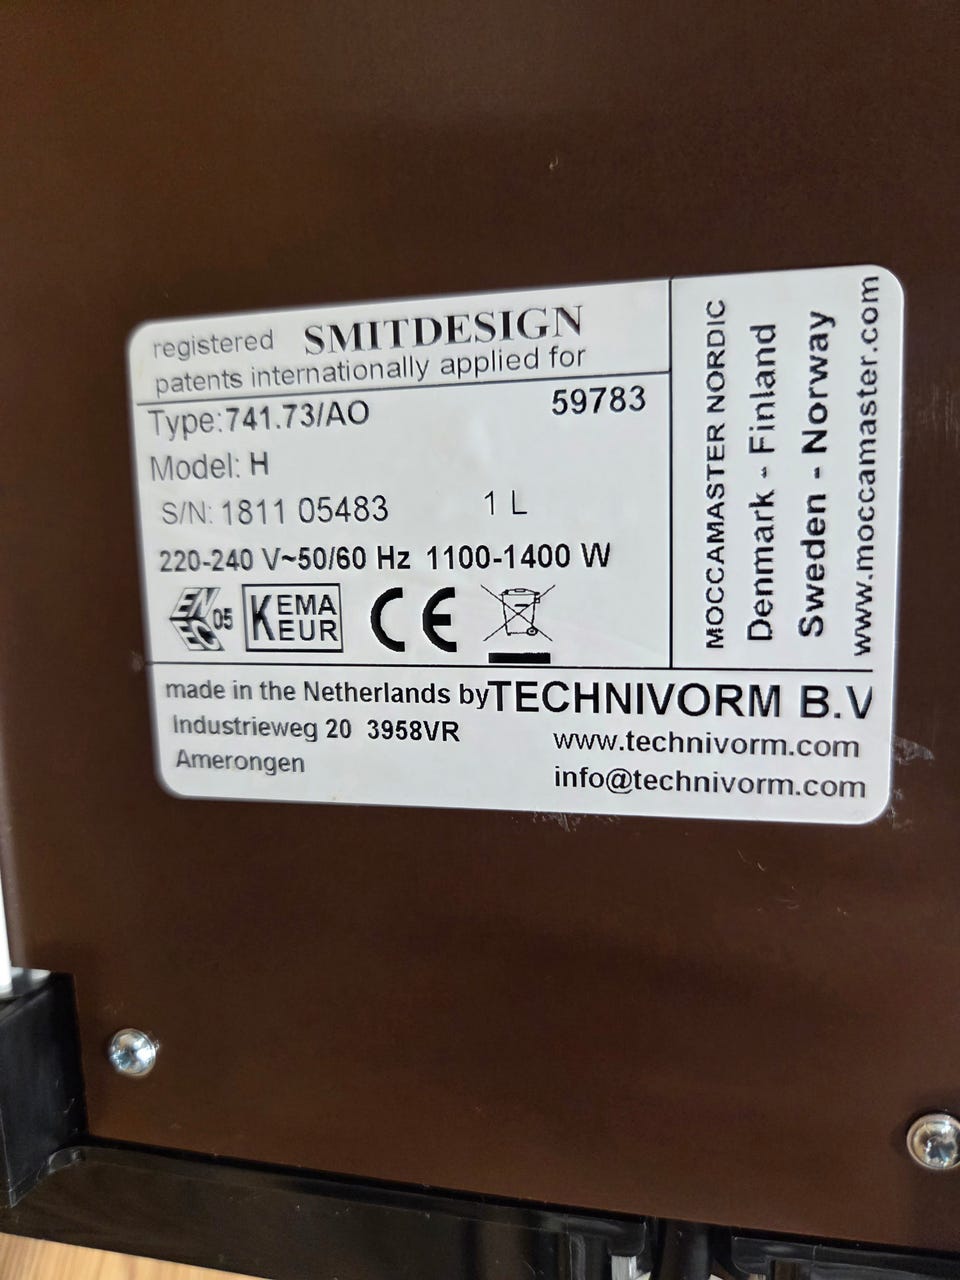 registered SMITDESIGN
patents internationally applied for
Type:741.73/AO 59783
Model: H
S/N: 1811 05483 1 L
220-240 V~50/60 Hz 1100-1400 W
ENEC 05 KEMA EUR CE
MOCCAMASTER NORDIC
Denmark - Finland
Sweden - Norway
www.moccamaster.com
made in the Netherlands by TECHNIVORM B.V
Industrieweg 20 3958VR
www.technivorm.com
Amerongen
info@technivorm.com